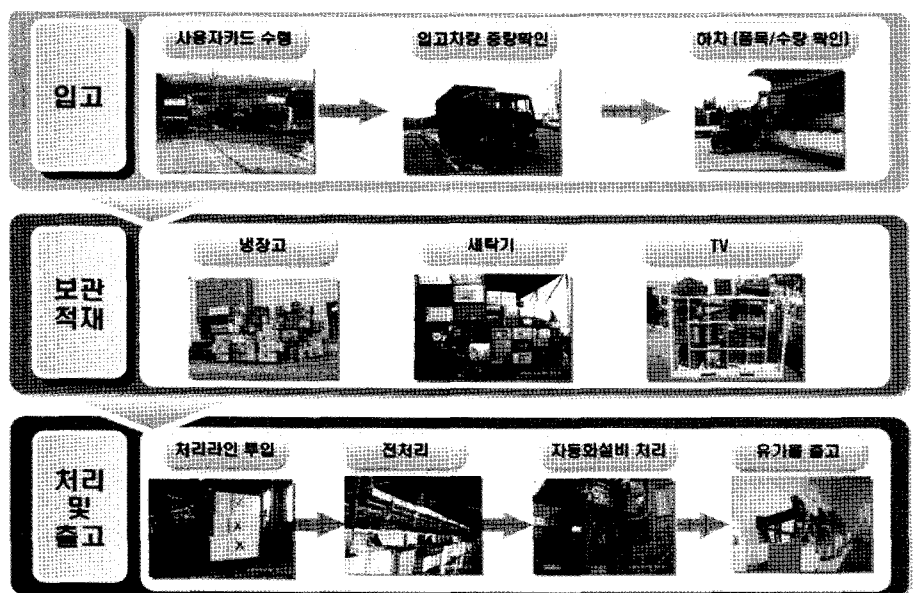 입고
사용자카드 수령
입고차량 중량확인
하차 (품목/수량 확인)
보관
적재
냉장고
세탁기
TV
처리
및
출고
처리라인 투입
전처리
자동화설비 처리
유가물 출고